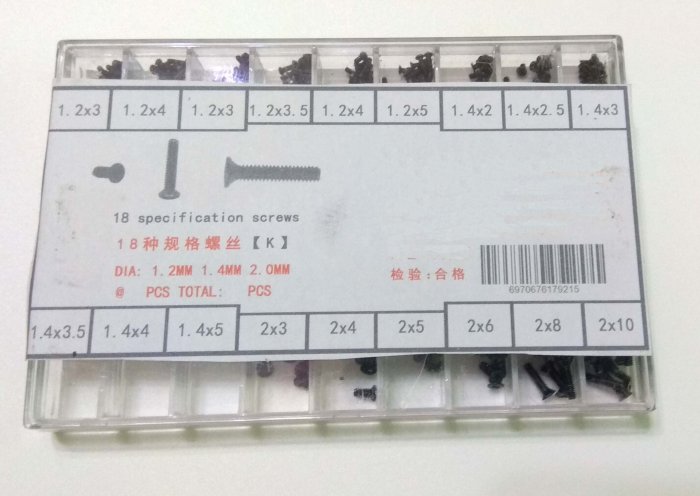 1.2x3 1.2x4 1.2x3 1.2x3.5 1.2x4 1.2x5 1.4x2 1.4x2.5 1.4x3
18 specification screws
18种规格螺丝【K】
DIA: 1.2MM 1.4MM 2.0MM
@ PCS TOTAL: PCS
检验:合格
6970676179215
1.4x3.5 1.4x4 1.4x5 2x3 2x4 2x5 2x6 2x8 2x10